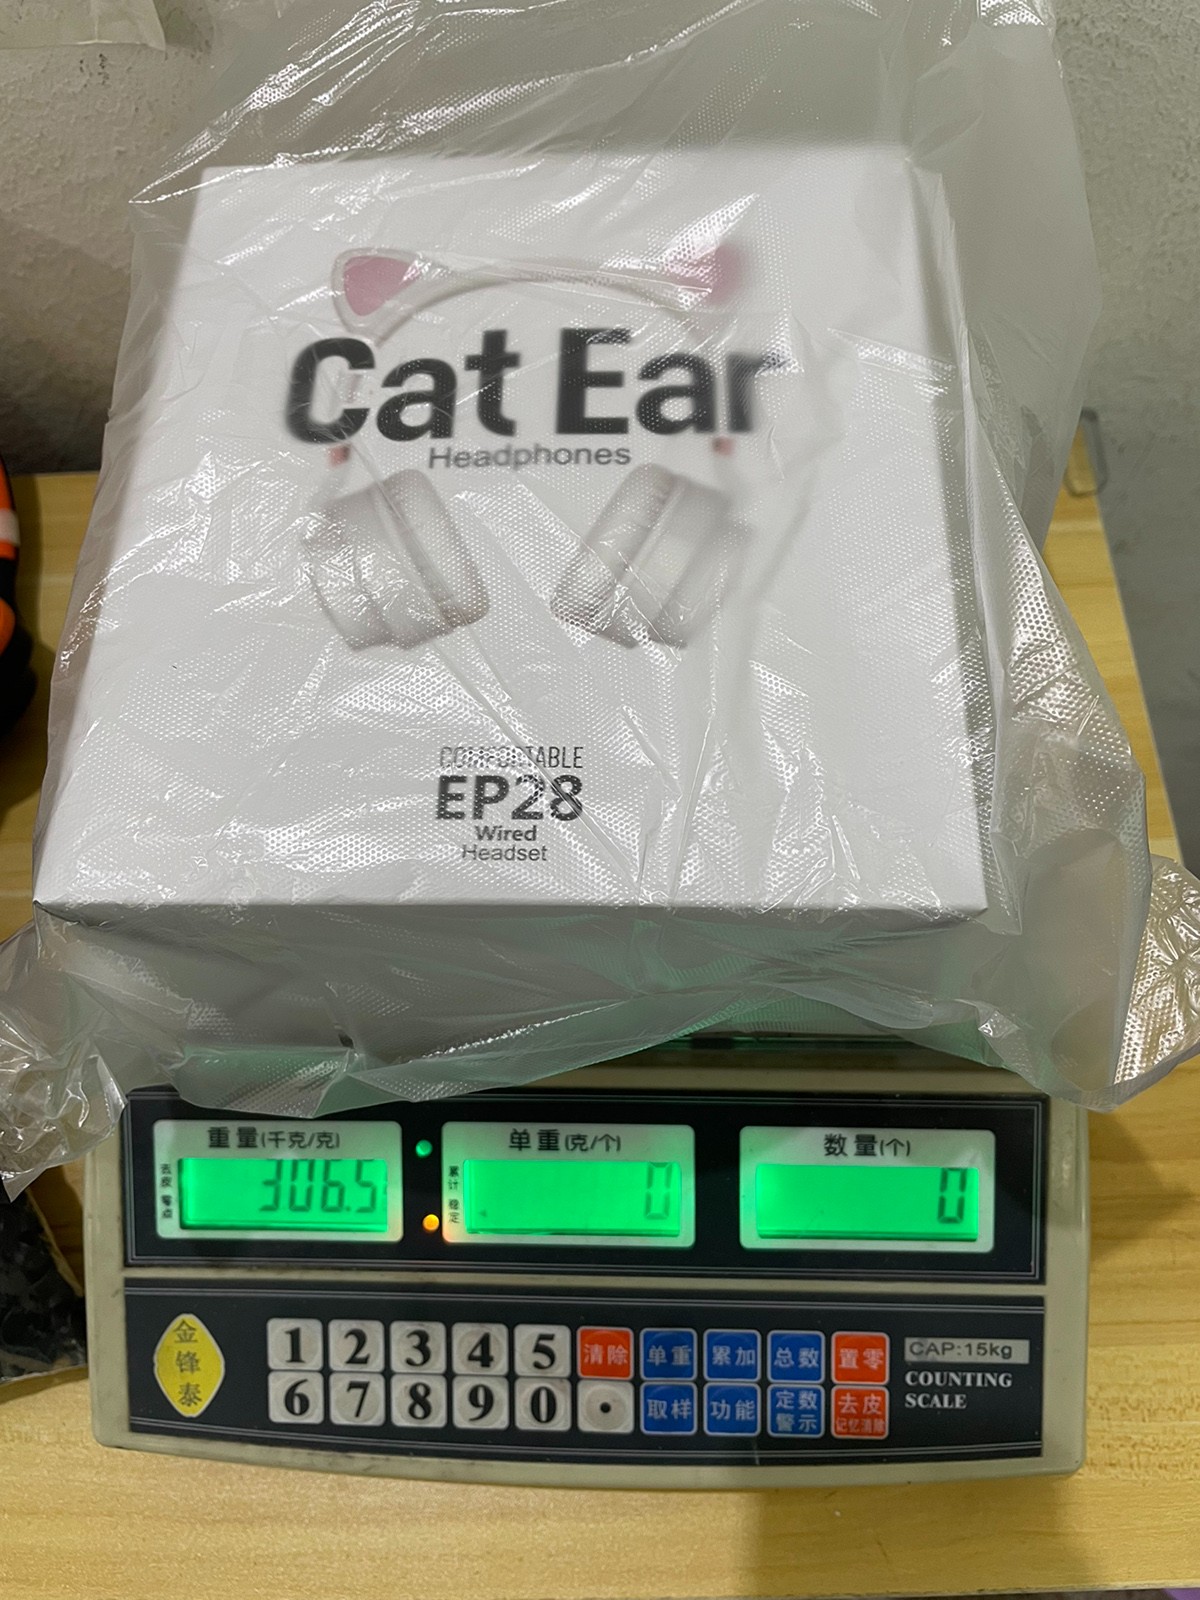 Cat Ear
Headphones
COMFORTABLE
EP28
Wired
Headset
重量(千克/克)
单重(克/个)
数量(个)
去皮 零点
306.5
累计 稳定
0
0
金锋泰
1 2 3 4 5 清除 单重 累加 总数 置零
6 7 8 9 0 · 取样 功能 定数警示 去皮 记忆清除
CAP:15kg
COUNTING
SCALE